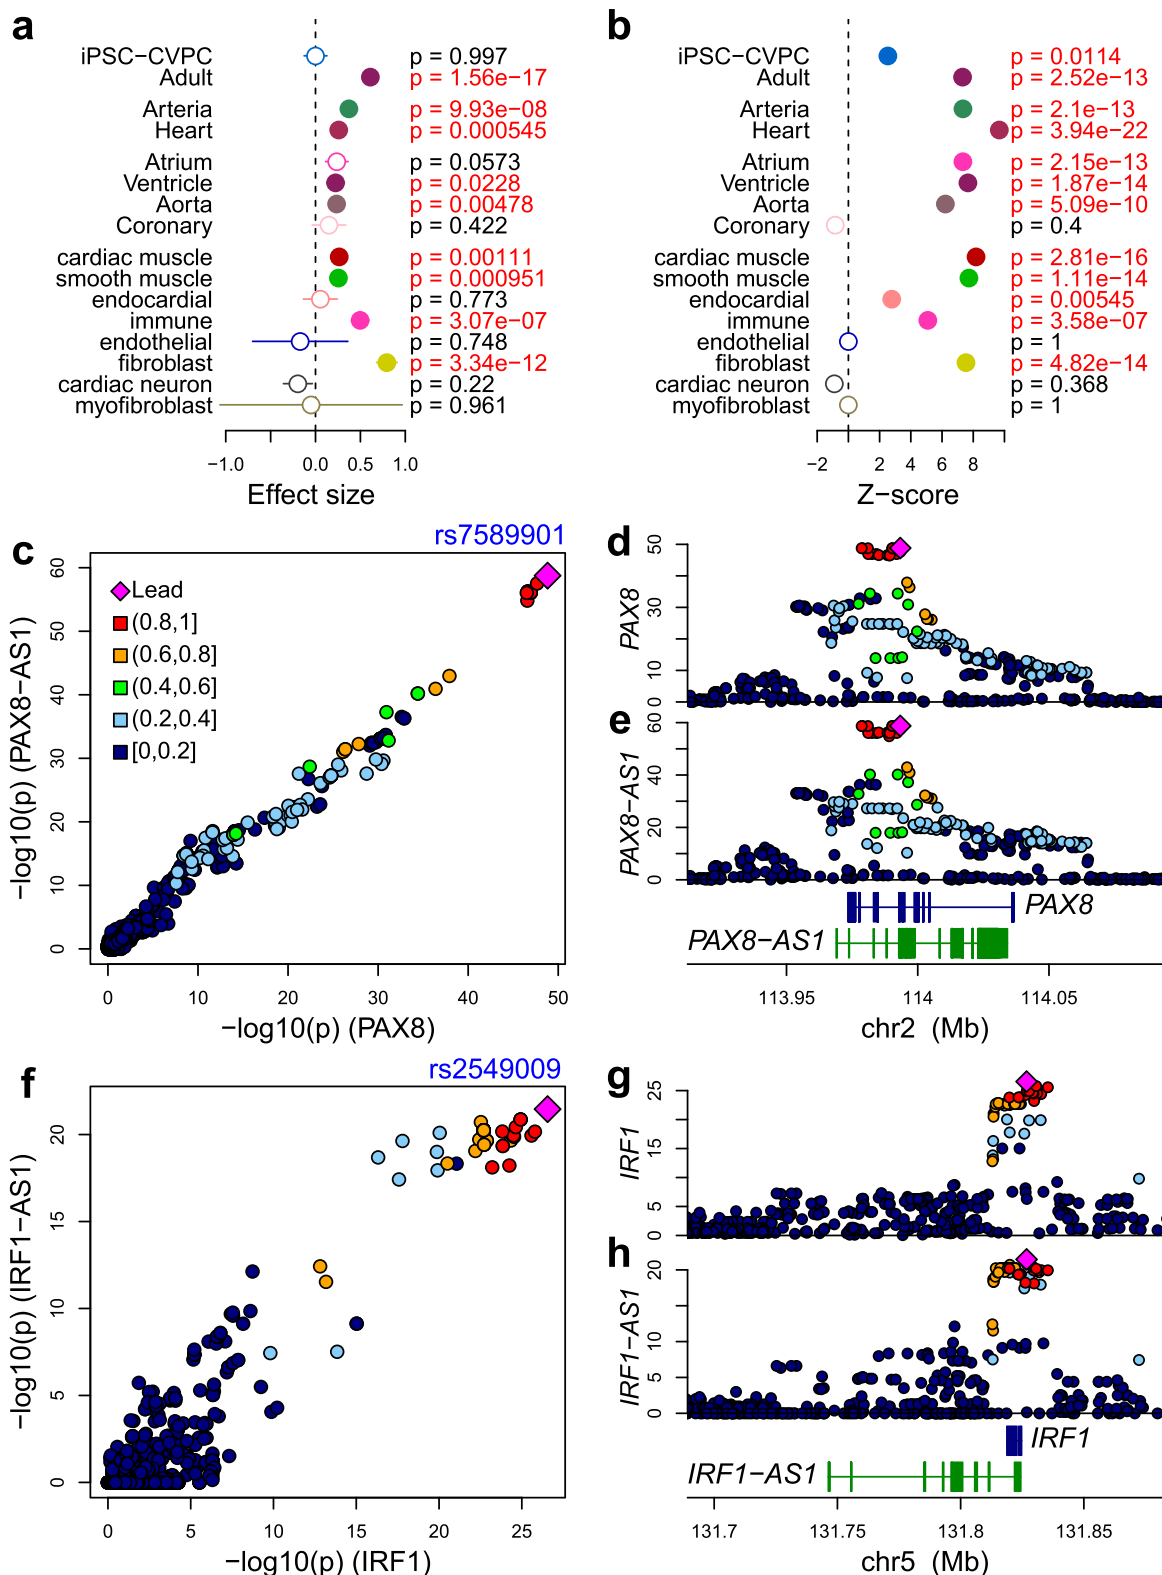 a
iPSC−CVPC p = 0.997
Adult p = 1.56e−17
Arteria p = 9.93e−08
Heart p = 0.000545
Atrium p = 0.0573
Ventricle p = 0.0228
Aorta p = 0.00478
Coronary p = 0.422
cardiac muscle p = 0.00111
smooth muscle p = 0.000951
endocardial p = 0.773
immune p = 3.07e−07
endothelial p = 0.748
fibroblast p = 3.34e−12
cardiac neuron p = 0.22
myofibroblast p = 0.961
−1.0 0.0 1.0
Effect size
b
iPSC−CVPC p = 0.0114
Adult p = 2.52e−13
Arteria p = 2.1e−13
Heart p = 3.94e−22
Atrium p = 2.15e−13
Ventricle p = 1.87e−14
Aorta p = 5.09e−10
Coronary p = 0.4
cardiac muscle p = 2.81e−16
smooth muscle p = 1.11e−14
endocardial p = 0.00545
immune p = 3.58e−07
endothelial p = 1
fibroblast p = 4.82e−14
cardiac neuron p = 0.368
myofibroblast p = 1
−2 2 4 6 8
Z−score
c
rs7589901
Lead
(0.8,1]
(0.6,0.8]
(0.4,0.6]
(0.2,0.4]
[0,0.2]
−log10(p) (PAX8−AS1)
0 10 20 30 40 50 60
0 10 20 30 40 50
−log10(p) (PAX8)
d
PAX8
0 10 30 50
e
PAX8−AS1
0 20 40 60
PAX8
PAX8−AS1
113.95 114 114.05
chr2 (Mb)
f
rs2549009
−log10(p) (IRF1−AS1)
0 5 10 15 20
0 5 10 15 20 25
−log10(p) (IRF1)
g
IRF1
0 5 15 25
h
IRF1−AS1
0 5 10 20
IRF1
IRF1−AS1
131.7 131.75 131.8 131.85
chr5 (Mb)